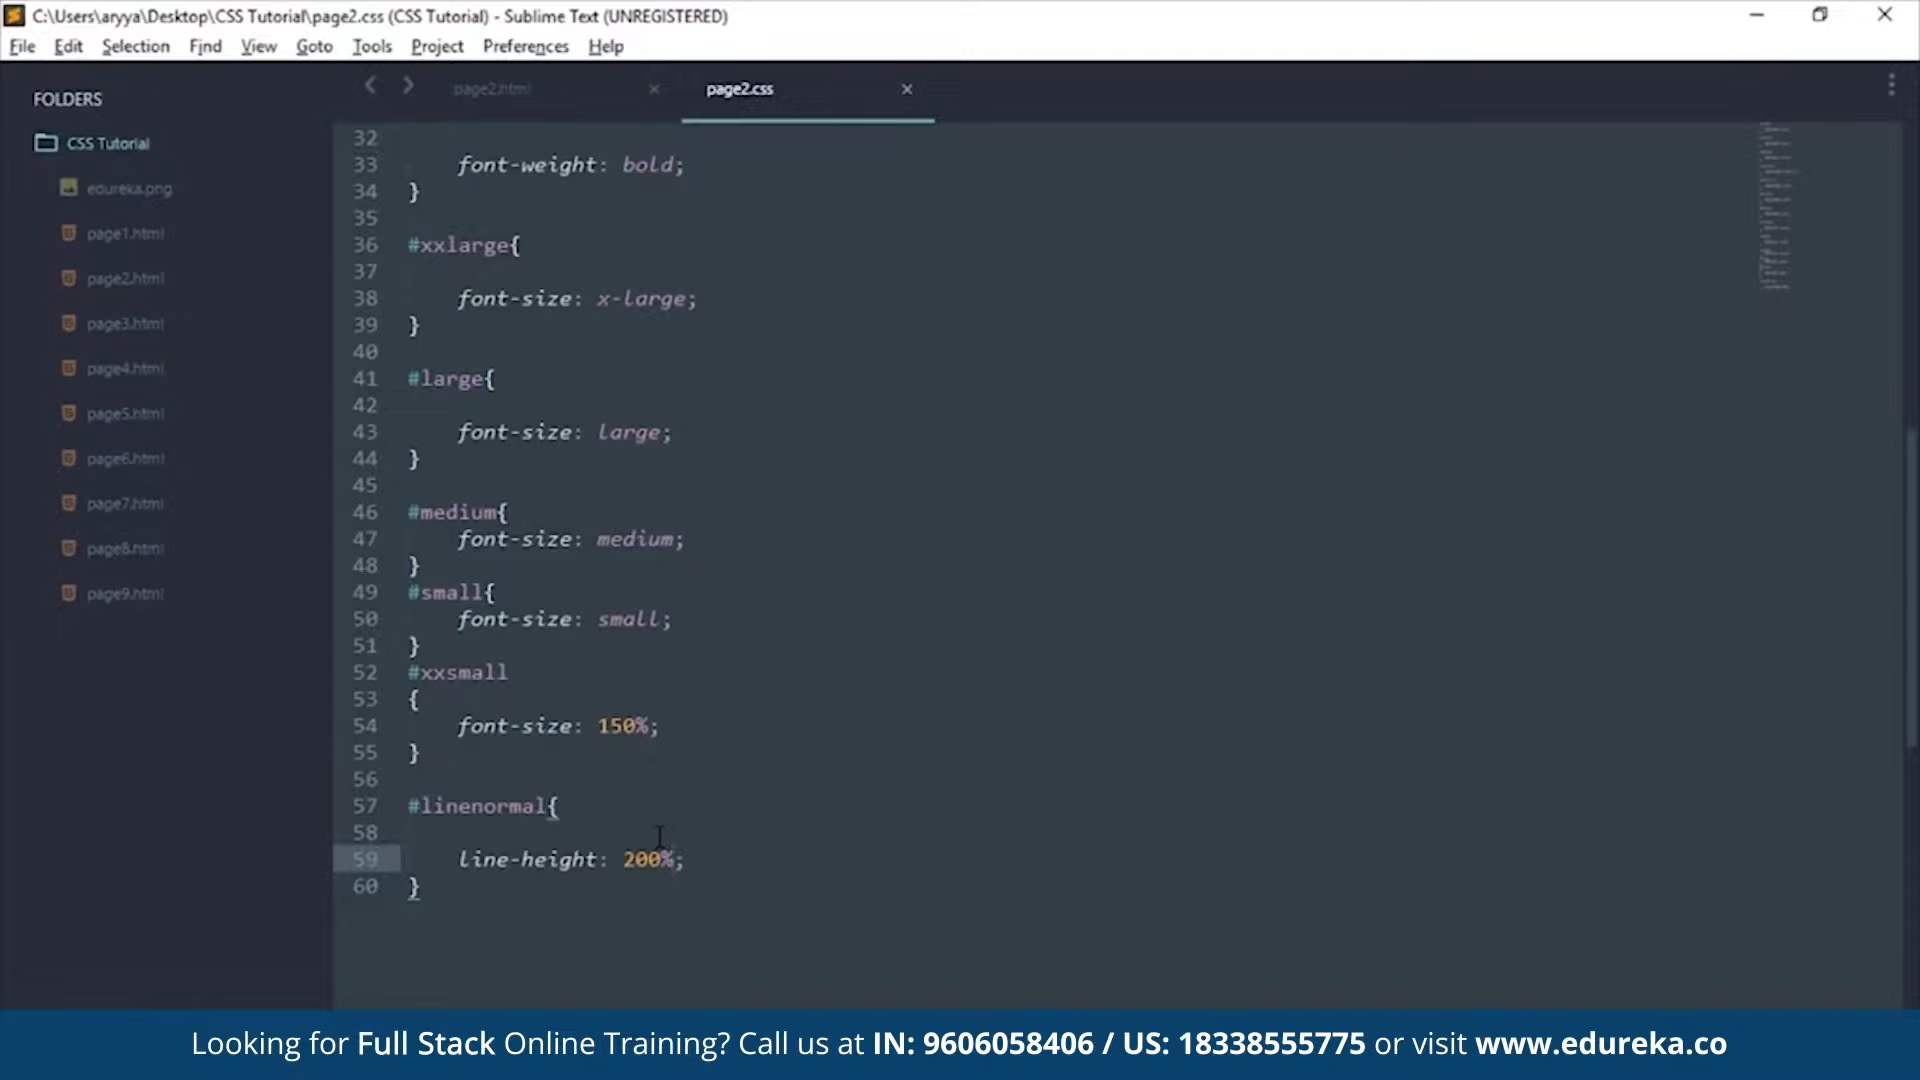 C:\Users\aryya\Desktop\CSS Tutorial\page2.css (CSS Tutorial) - Sublime Text (UNREGISTERED)
File Edit Selection Find View Goto Tools Project Preferences Help
FOLDERS
CSS Tutorial
edureka.png
page1.html
page2.html
page3.html
page4.html
page5.html
page6.html
page7.html
page8.html
page9.html
page2.html page2.css
32
33 font-weight: bold;
34 }
35
36 #xxlarge{
37
38 font-size: x-large;
39 }
40
41 #large{
42
43 font-size: large;
44 }
45
46 #medium{
47 font-size: medium;
48 }
49 #small{
50 font-size: small;
51 }
52 #xxsmall
53 {
54 font-size: 150%;
55 }
56
57 #linenormal{
58
59 line-height: 200%;
60 }
Looking for Full Stack Online Training? Call us at IN: 9606058406 / US: 18338555775 or visit www.edureka.co